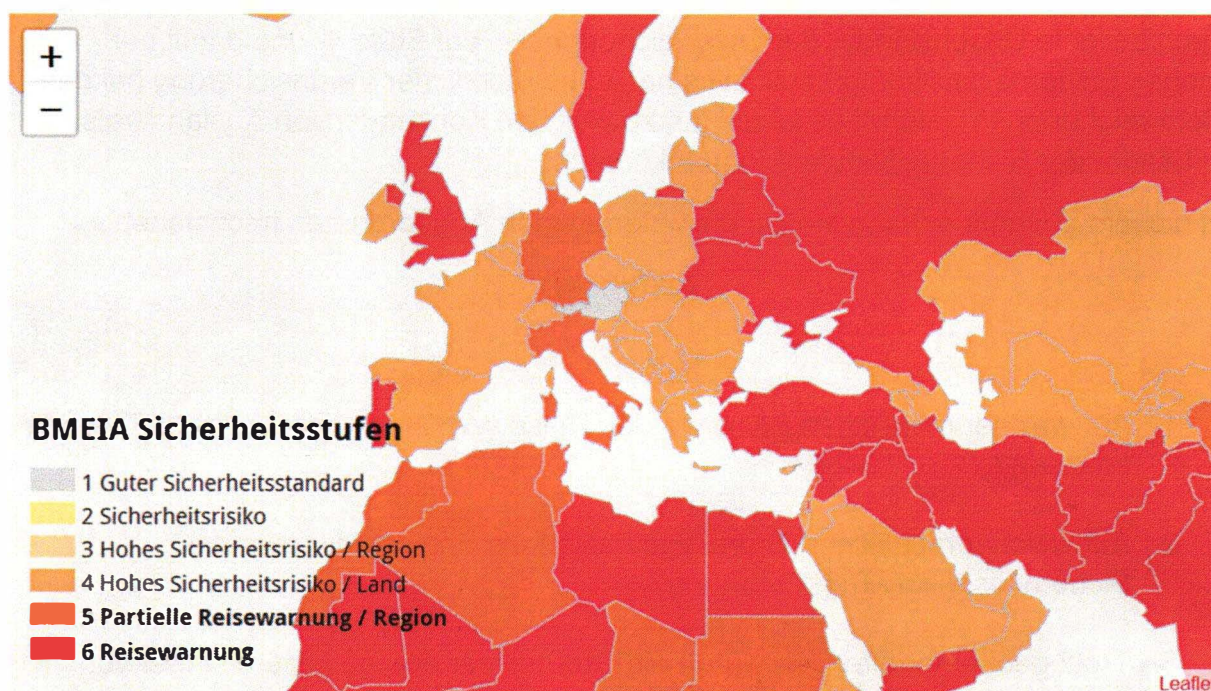 +
−
BMEIA Sicherheitsstufen
1 Guter Sicherheitsstandard
2 Sicherheitsrisiko
3 Hohes Sicherheitsrisiko / Region
4 Hohes Sicherheitsrisiko / Land
5 Partielle Reisewarnung / Region
6 Reisewarnung
Leafle